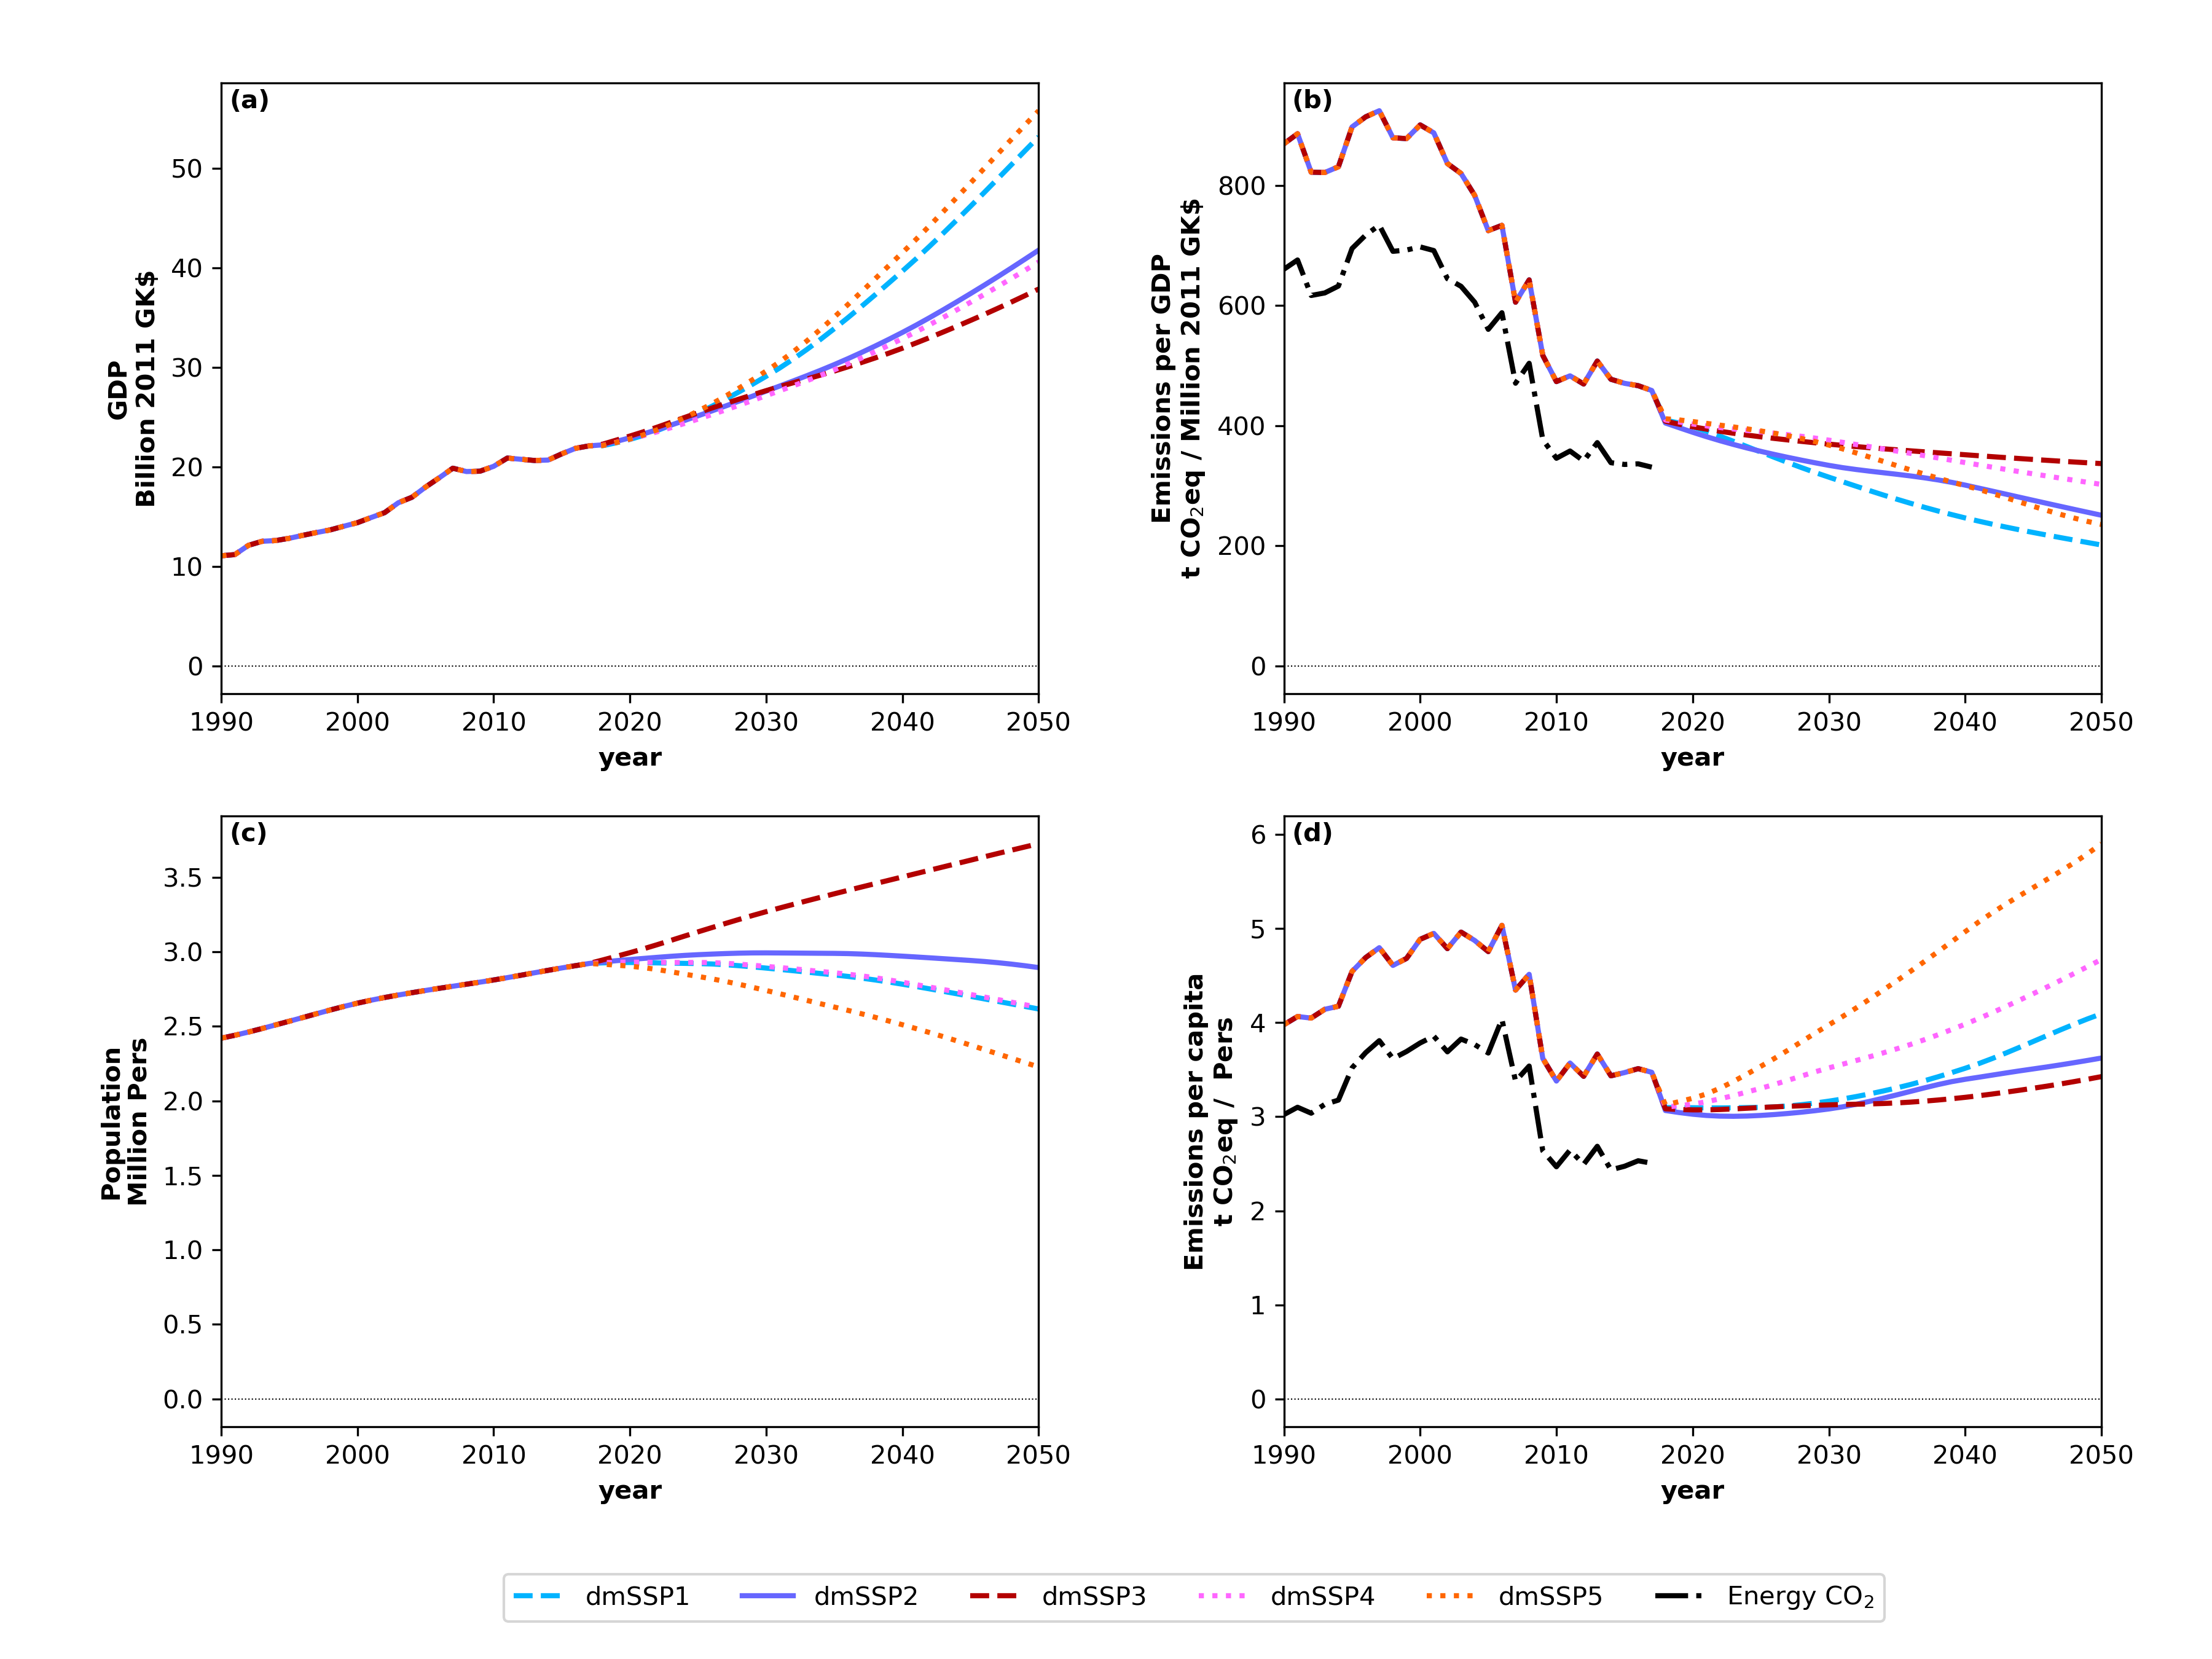 (a)
GDP
Billion 2011 GK$
50
40
30
20
10
0
1990 2000 2010 2020 2030 2040 2050
year
(b)
Emissions per GDP
t CO₂eq / Million 2011 GK$
800
600
400
200
0
1990 2000 2010 2020 2030 2040 2050
year
(c)
Population
Million Pers
3.5
3.0
2.5
2.0
1.5
1.0
0.5
0.0
1990 2000 2010 2020 2030 2040 2050
year
(d)
Emissions per capita
t CO₂eq / Pers
6
5
4
3
2
1
0
1990 2000 2010 2020 2030 2040 2050
year
dmSSP1 dmSSP2 dmSSP3 dmSSP4 dmSSP5 Energy CO₂